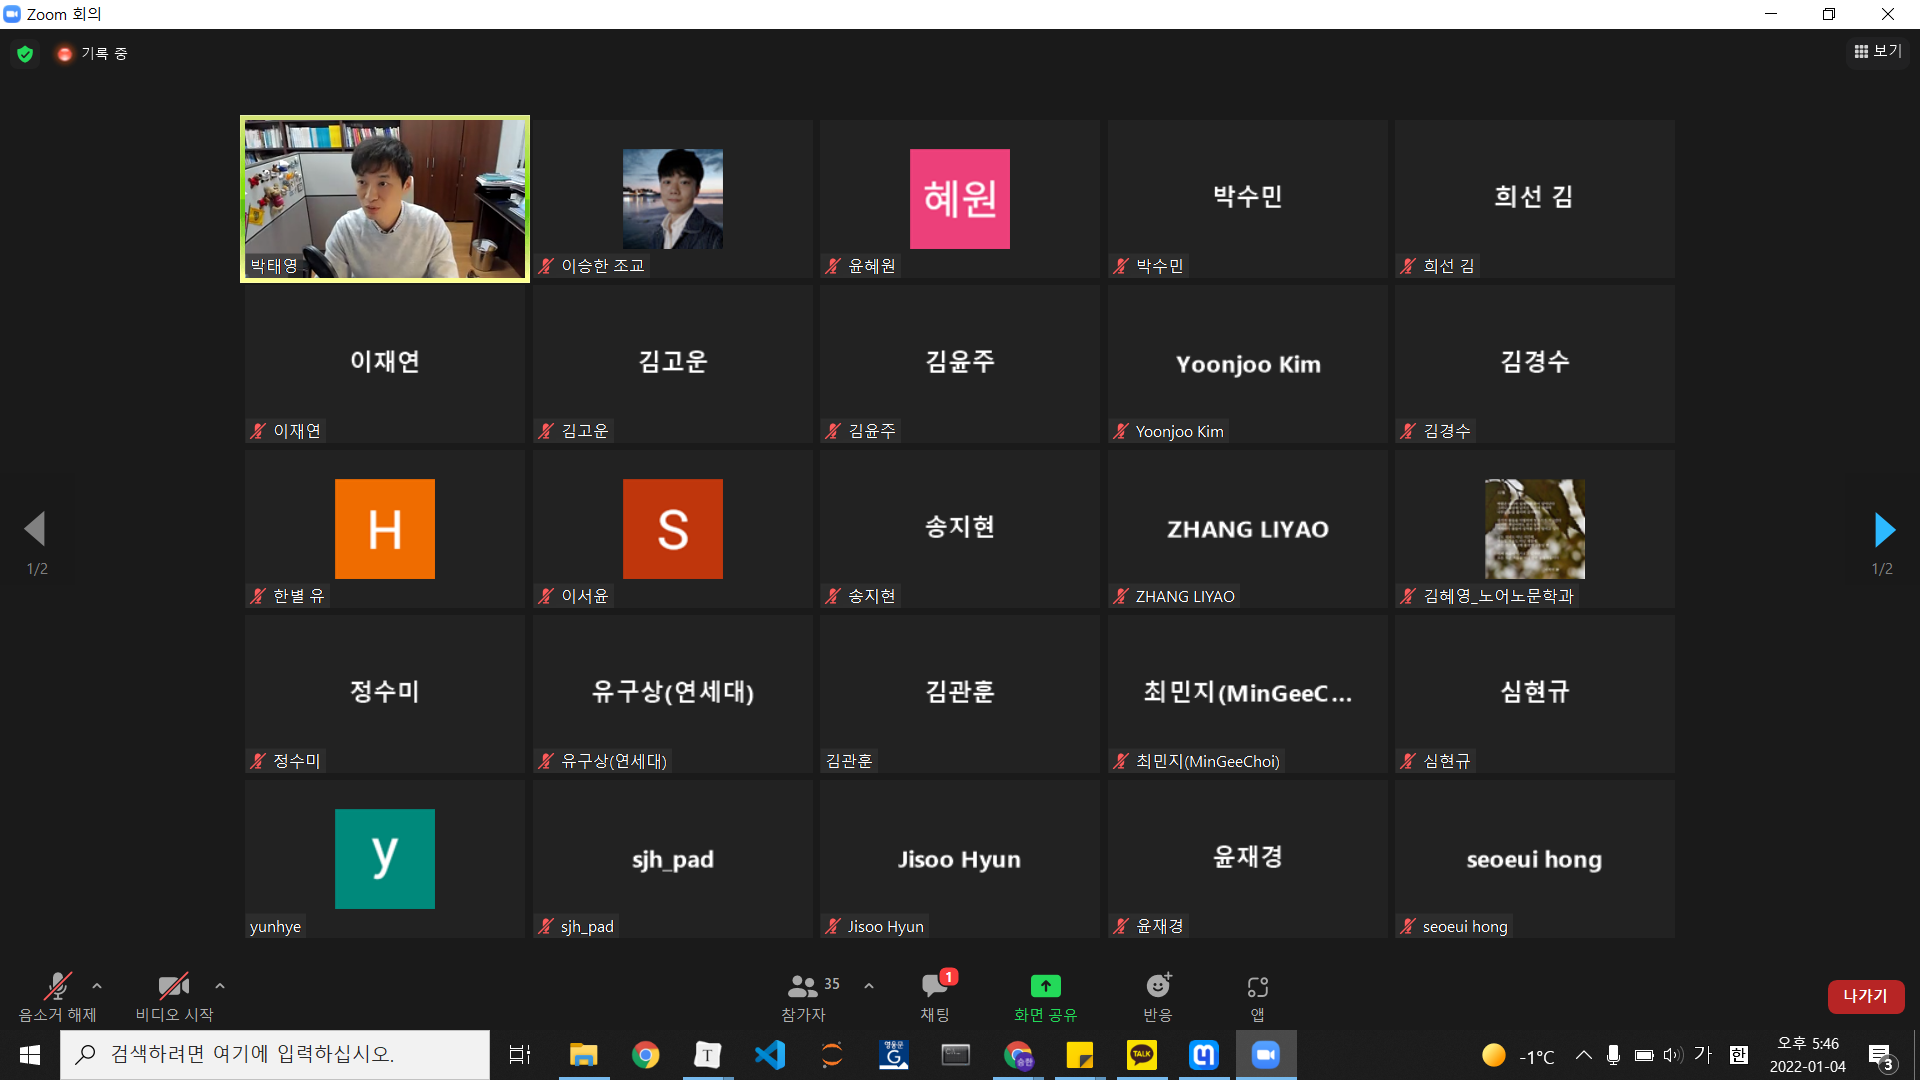 Zoom 회의
기록 중
보기
박태영
이승한 조교
혜원
윤혜원
박수민
박수민
희선 김
희선 김
이재연
이재연
김고운
김고운
김윤주
김윤주
Yoonjoo Kim
Yoonjoo Kim
김경수
김경수
H
한별 유
S
이서윤
송지현
송지현
ZHANG LIYAO
ZHANG LIYAO
김혜영_노어노문학과
1/2
1/2
정수미
정수미
유구상(연세대)
유구상(연세대)
김관훈
김관훈
최민지(MinGeeC...
최민지(MinGeeChoi)
심현규
심현규
y
yunhye
sjh_pad
sjh_pad
Jisoo Hyun
Jisoo Hyun
윤재경
윤재경
seoeui hong
seoeui hong
음소거 해제
비디오 시작
35
참가자
1
채팅
화면 공유
반응
앱
나가기
검색하려면 여기에 입력하십시오.
T
영웅문
G
승한
TALK
-1°C
가
한
오후 5:46
2022-01-04
3